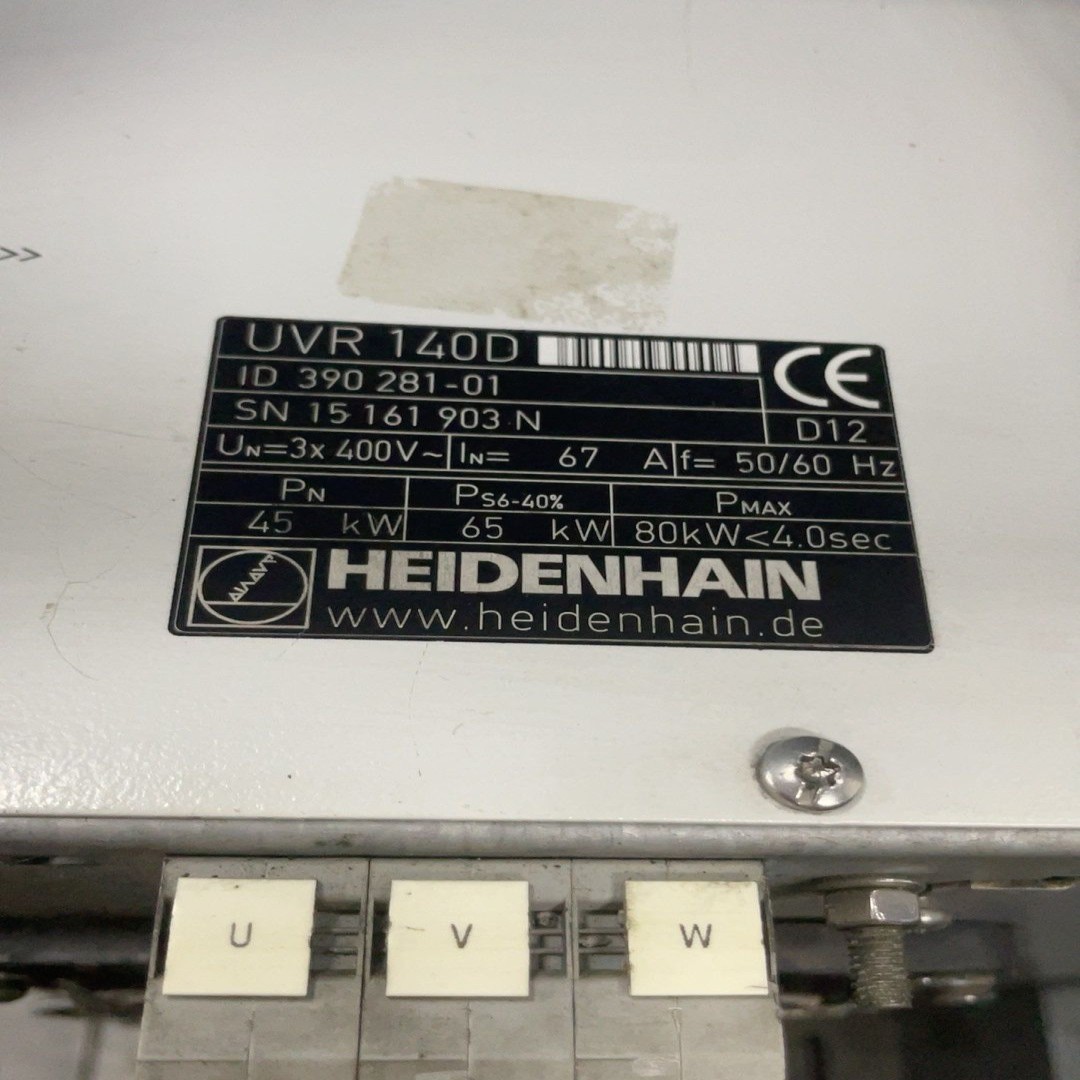 >>
UVR 140D
CE
ID 390 281-01
SN 15 161 903 N
D12
UN=3x 400V~ IN= 67 A f= 50/60 Hz
PN PS6-40% PMAX
45 kW 65 kW 80kW<4.0sec
HEIDENHAIN
www.heidenhain.de
U V W